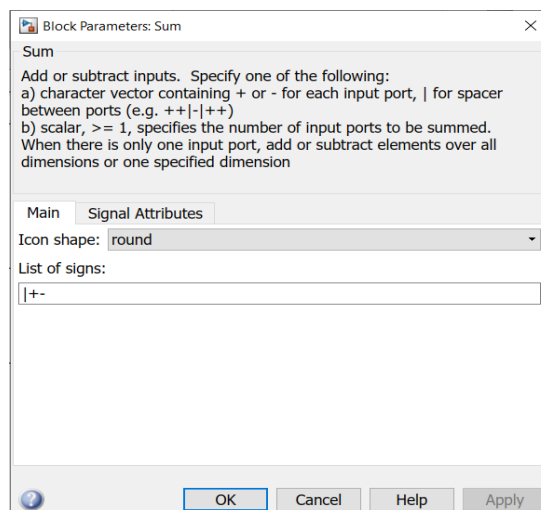 Block Parameters: Sum
Sum
Add or subtract inputs.  Specify one of the following:
a) character vector containing + or - for each input port, | for spacer
between ports (e.g. ++|-|++)
b) scalar, >= 1, specifies the number of input ports to be summed.
When there is only one input port, add or subtract elements over all
dimensions or one specified dimension
Main Signal Attributes
Icon shape: round
List of signs:
|+-
OK Cancel Help Apply